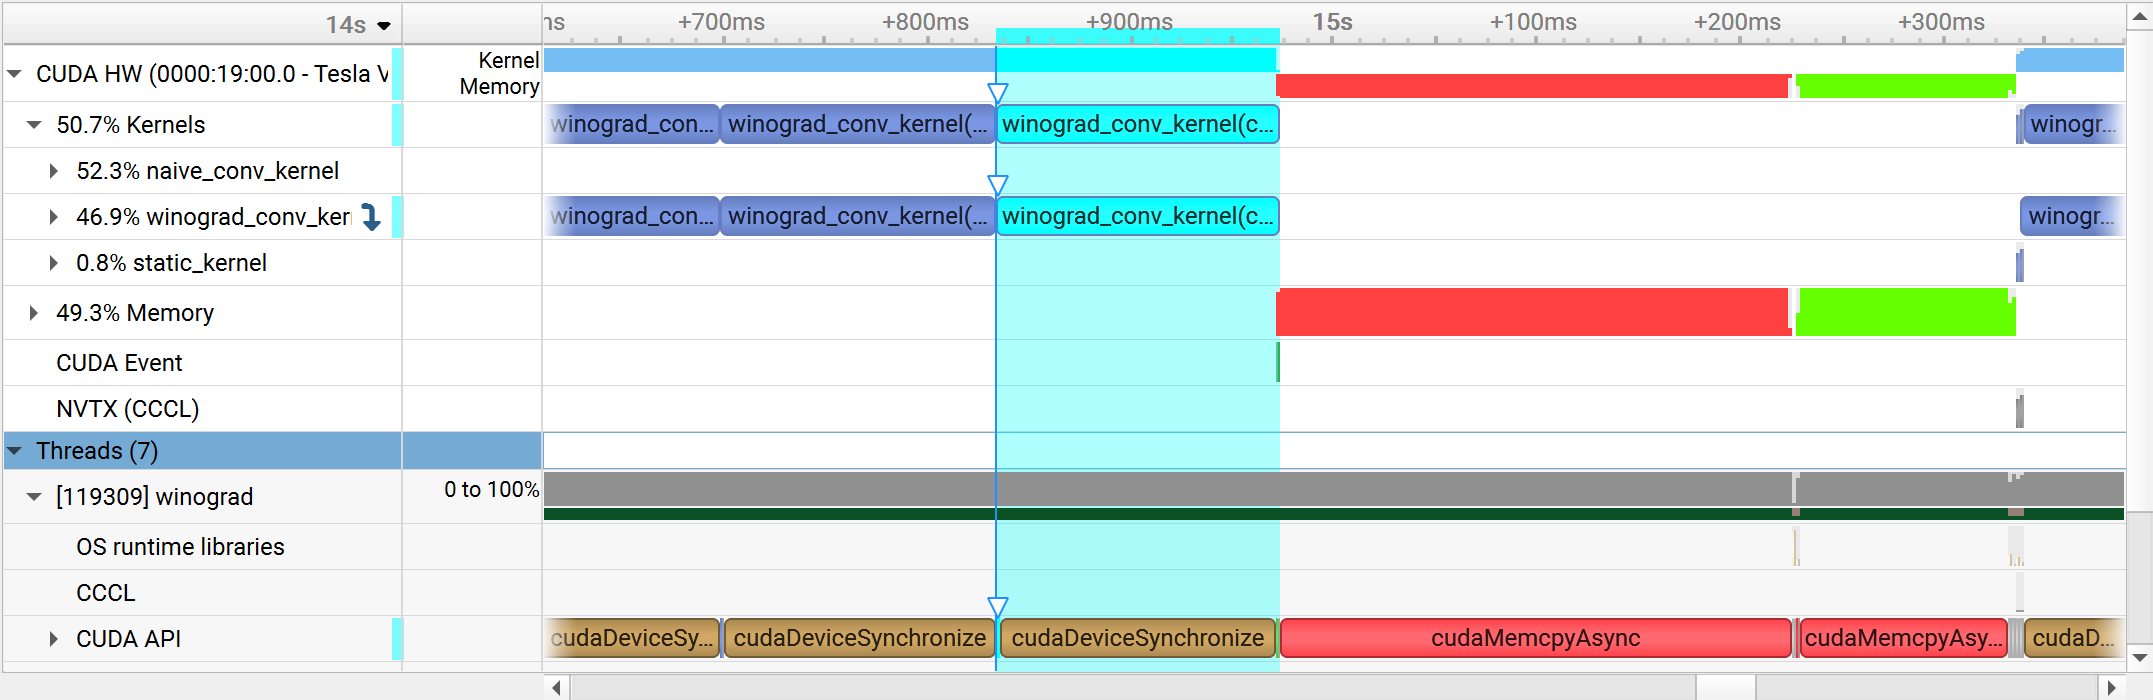 14s ms +700ms +800ms +900ms 15s +100ms +200ms +300ms
CUDA HW (0000:19:00.0 - Tesla V Kernel
Memory
50.7% Kernels winograd_con... winograd_conv_kernel(... winograd_conv_kernel(c... winogr...
52.3% naive_conv_kernel
46.9% winograd_conv_ker winograd_con... winograd_conv_kernel(... winograd_conv_kernel(c... winogr...
0.8% static_kernel
49.3% Memory
CUDA Event
NVTX (CCCL)
Threads (7)
[119309] winograd 0 to 100%
OS runtime libraries
CCCL
CUDA API cudaDeviceSy... cudaDeviceSynchronize cudaDeviceSynchronize cudaMemcpyAsync cudaMemcpyAsy... cudaD...